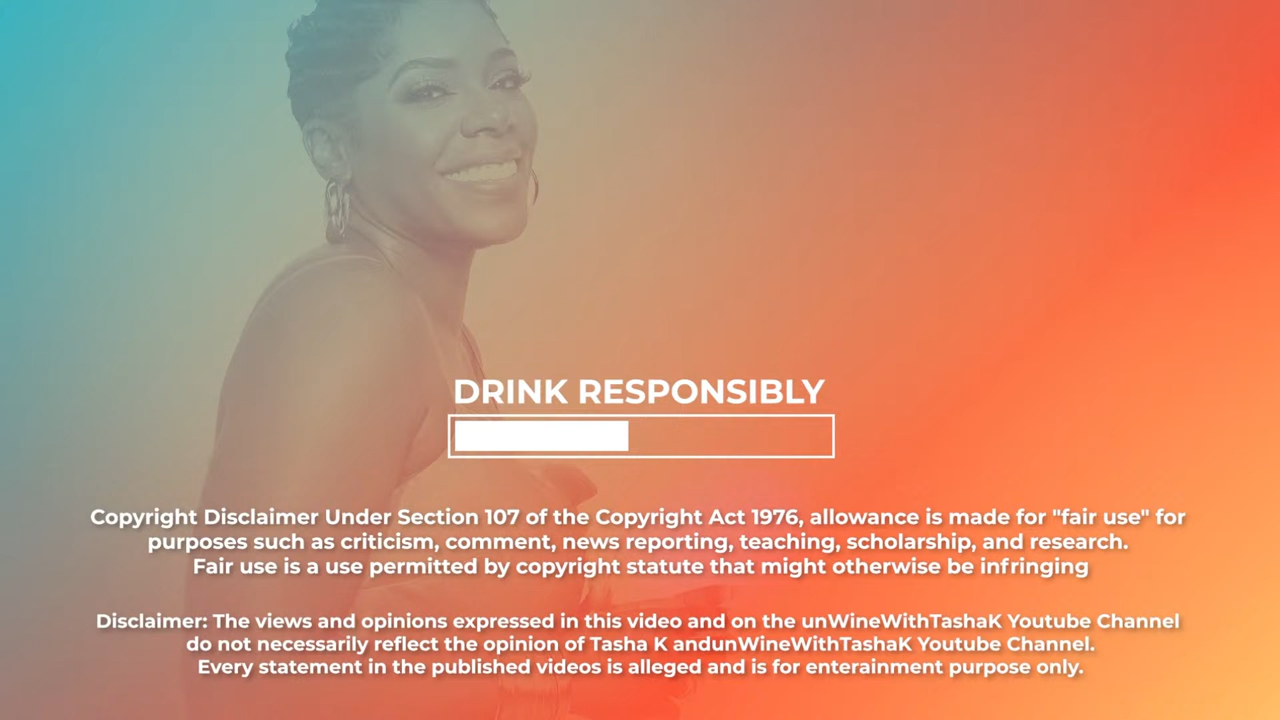 DRINK RESPONSIBLY
Copyright Disclaimer Under Section 107 of the Copyright Act 1976, allowance is made for "fair use" for
purposes such as criticism, comment, news reporting, teaching, scholarship, and research.
Fair use is a use permitted by copyright statute that might otherwise be infringing
Disclaimer: The views and opinions expressed in this video and on the unWineWithTashaK Youtube Channel
do not necessarily reflect the opinion of Tasha K andunWineWithTashaK Youtube Channel.
Every statement in the published videos is alleged and is for enterainment purpose only.